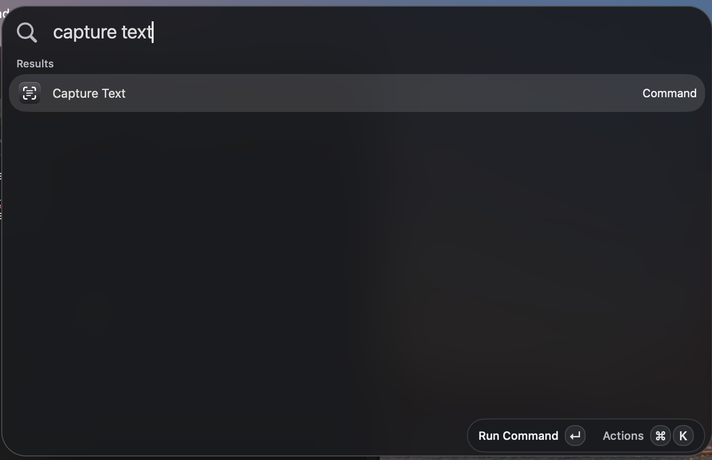 capture text
Results
Capture Text Command
Run Command Actions ⌘ K